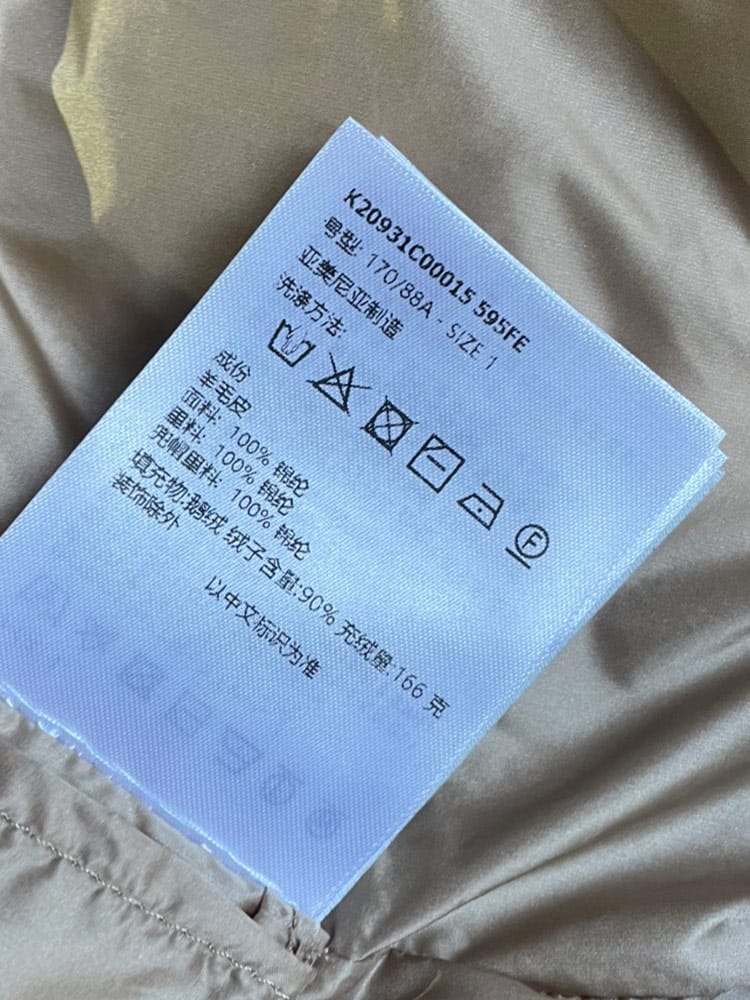 K20931C00015 595FE
号型: 170/88A - SIZE 1
亚美尼亚制造
洗涤方法:
F
成份
羊毛皮
面料: 100% 锦纶
里料: 100% 锦纶
兜帽里料: 100% 锦纶
填充物:鹅绒 绒子含量:90% 充绒量:166 克
装饰除外
以中文标识为准